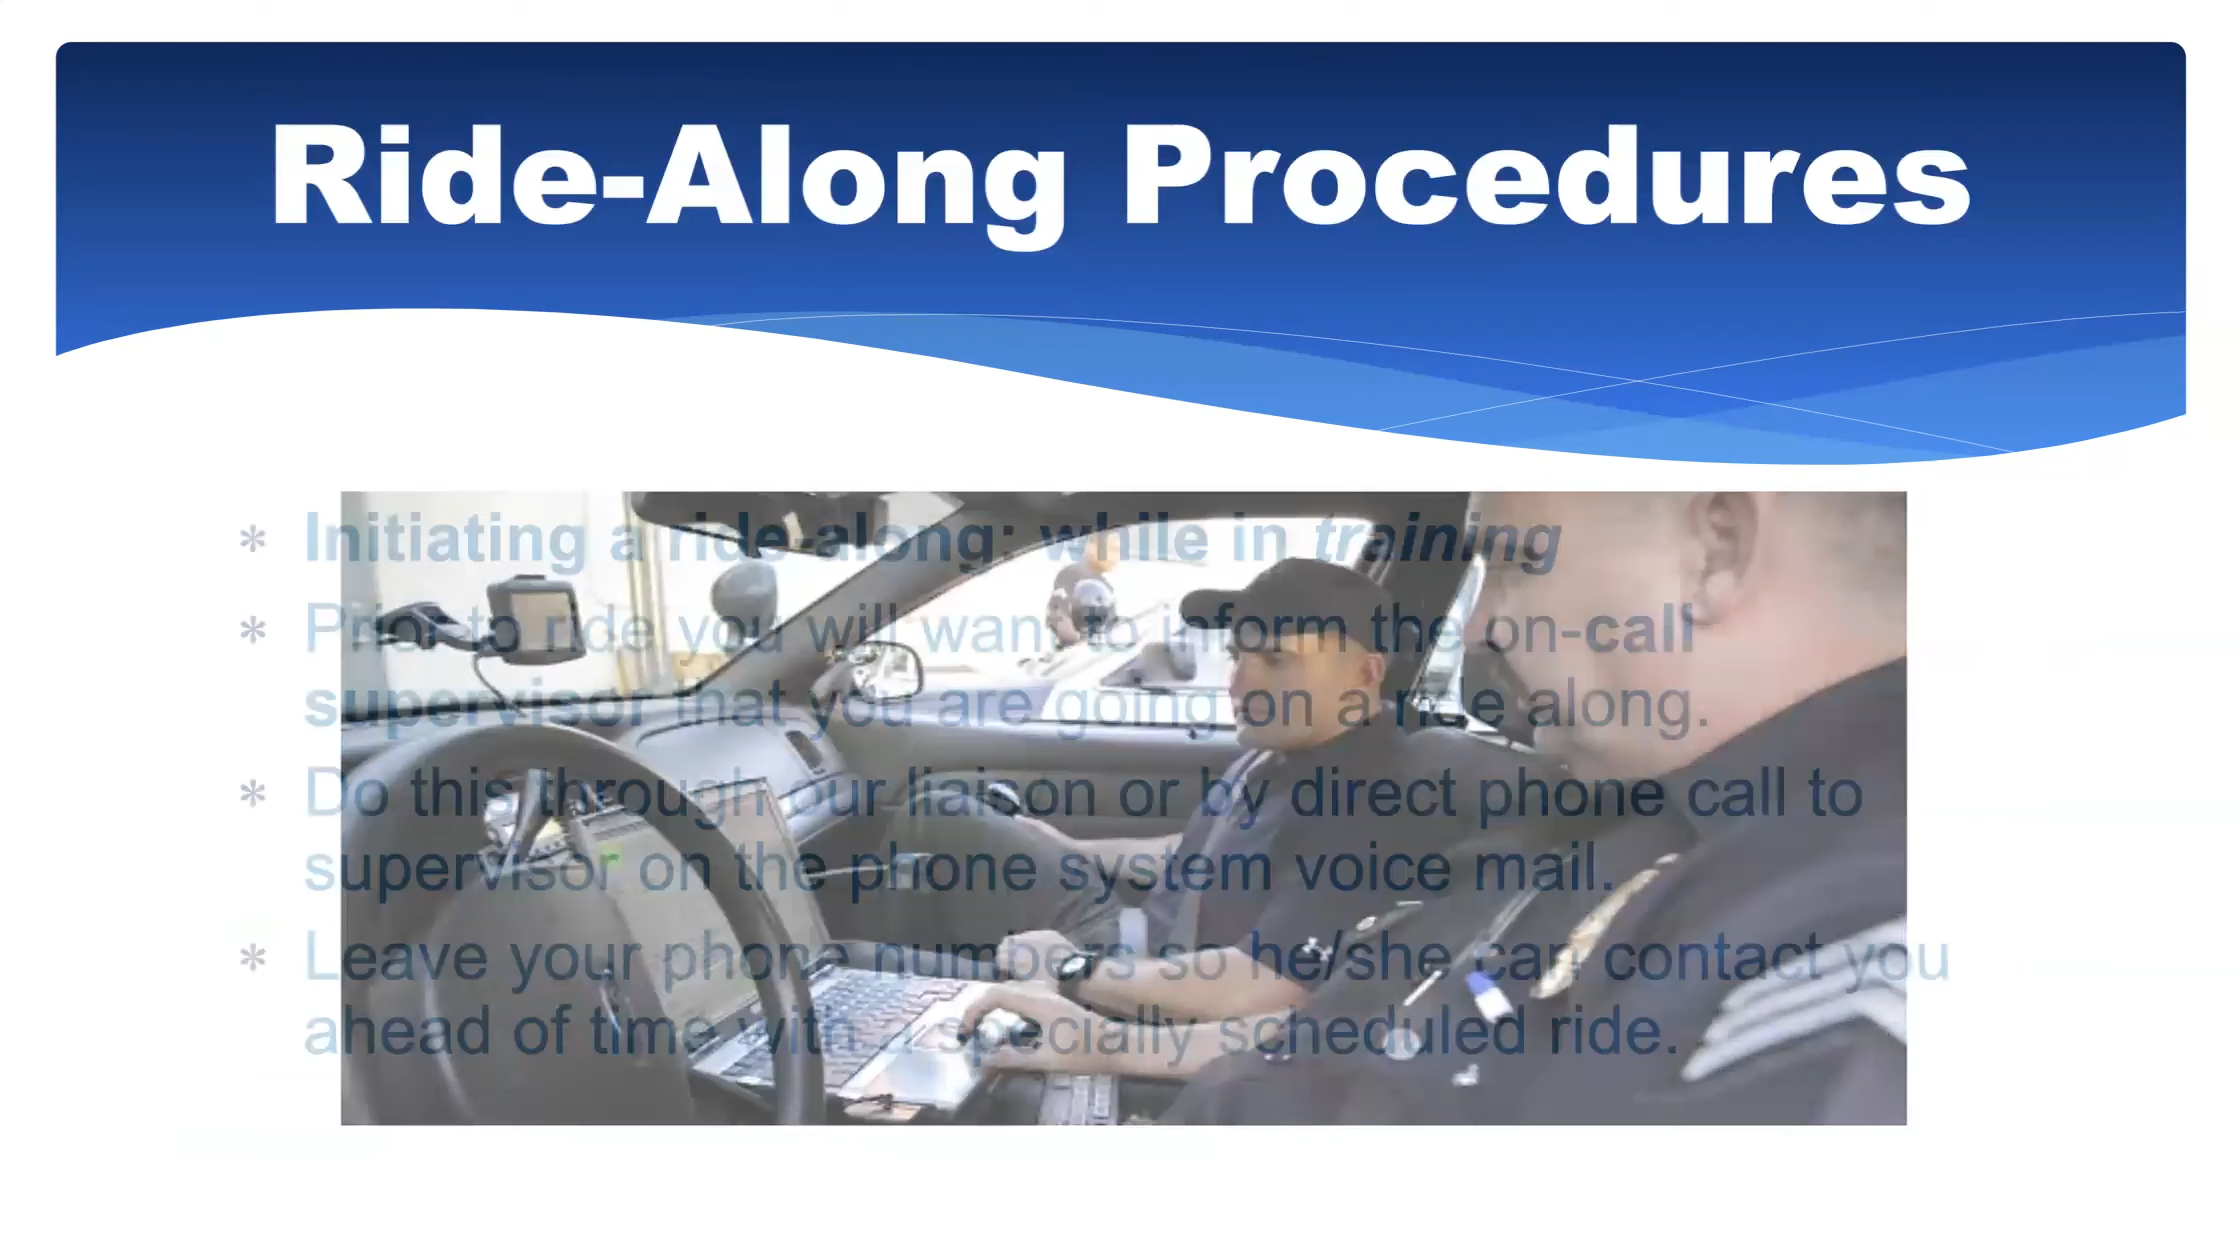 Ride-Along Procedures
* Initiating a ride-along: while in training
* Prior to ride you will want to inform the on-call
supervisor that you are going on a ride along.
* Do this through our liaison or by direct phone call to
supervisor on the phone system voice mail.
* Leave your phone numbers so he/she can contact you
ahead of time with a specially scheduled ride.